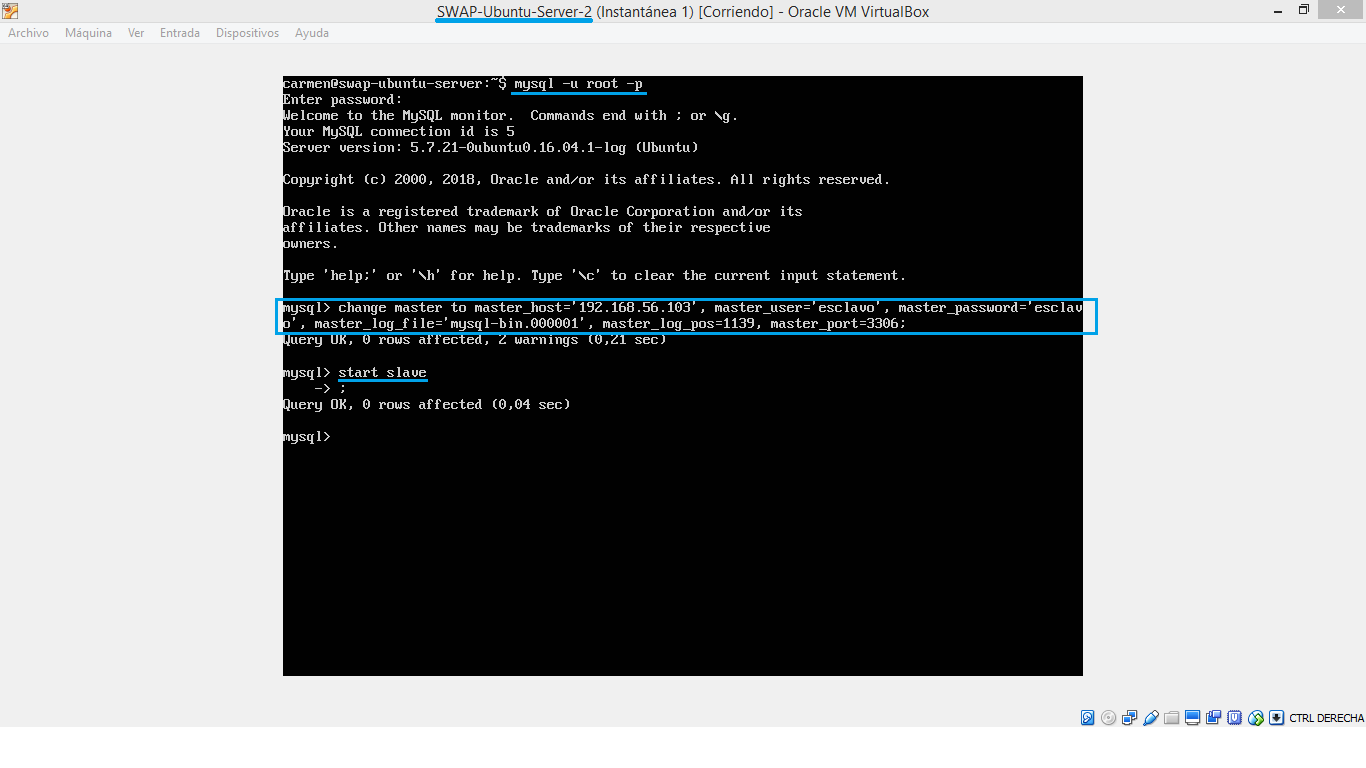 SWAP-Ubuntu-Server-2 (Instantánea 1) [Corriendo] - Oracle VM VirtualBox
Archivo Máquina Ver Entrada Dispositivos Ayuda
carmen@swap-ubuntu-server:~$ mysql -u root -p
Enter password:
Welcome to the MySQL monitor.  Commands end with ; or \g.
Your MySQL connection id is 5
Server version: 5.7.21-0ubuntu0.16.04.1-log (Ubuntu)
Copyright (c) 2000, 2018, Oracle and/or its affiliates. All rights reserved.
Oracle is a registered trademark of Oracle Corporation and/or its
affiliates. Other names may be trademarks of their respective
owners.
Type 'help;' or '\h' for help. Type '\c' to clear the current input statement.
mysql> change master to master_host='192.168.56.103', master_user='esclavo', master_password='esclav
o', master_log_file='mysql-bin.000001', master_log_pos=1139, master_port=3306;
Query OK, 0 rows affected, 2 warnings (0,21 sec)
mysql> start slave
    -> ;
Query OK, 0 rows affected (0,04 sec)
mysql>
CTRL DERECHA